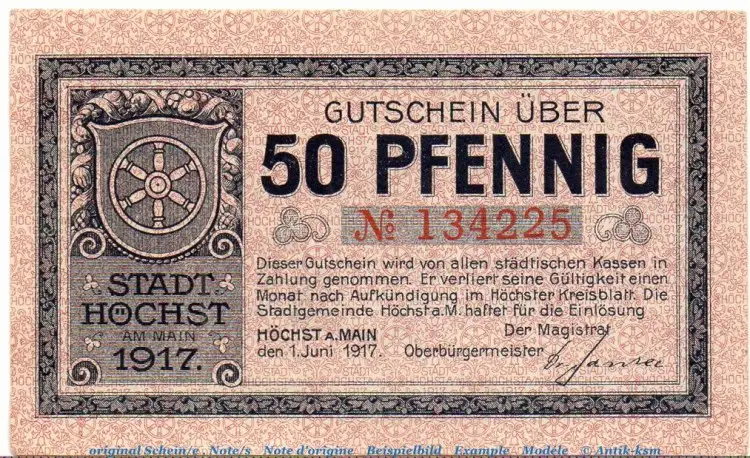 GUTSCHEIN ÜBER
50 PFENNIG
№ 134225
Dieser Gutschein wird von allen städtischen Kassen in
Zahlung genommen. Er verliert seine Gültigkeit einen
Monat nach Aufkündigung im Höchster Kreisblatt. Die
Stadtgemeinde Höchst a.M. haftet für die Einlösung
HÖCHST A. MAIN
den 1. Juni 1917.
Der Magistrat
Oberbürgermeister
STADT
HÖCHST
AM MAIN
1917.
original Schein/e . Note/s Note d'origine Beispielbild Example . Modéle © Antik-ksm